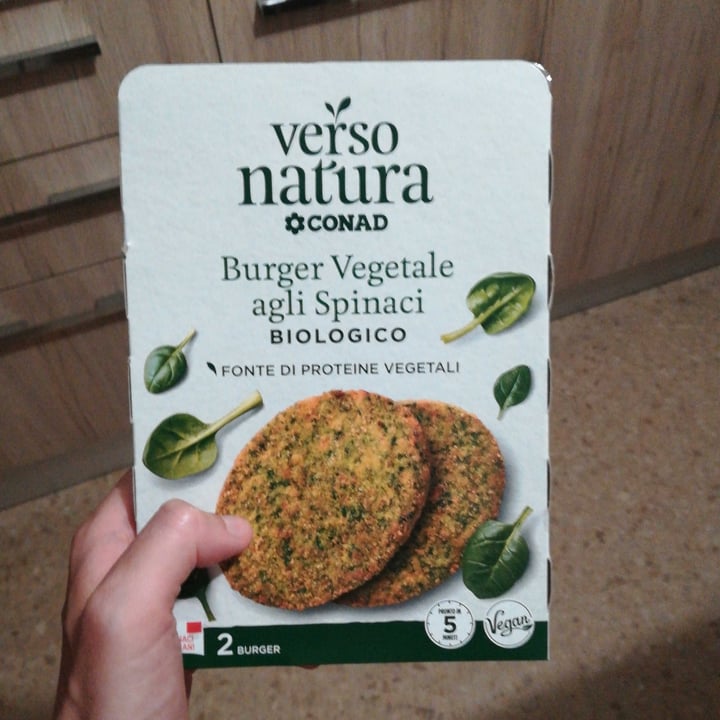 verso
natura
CONAD
Burger Vegetale
agli Spinaci
BIOLOGICO
FONTE DI PROTEINE VEGETALI
PRONTO IN
5
MINUTI
Vegan
2 BURGER